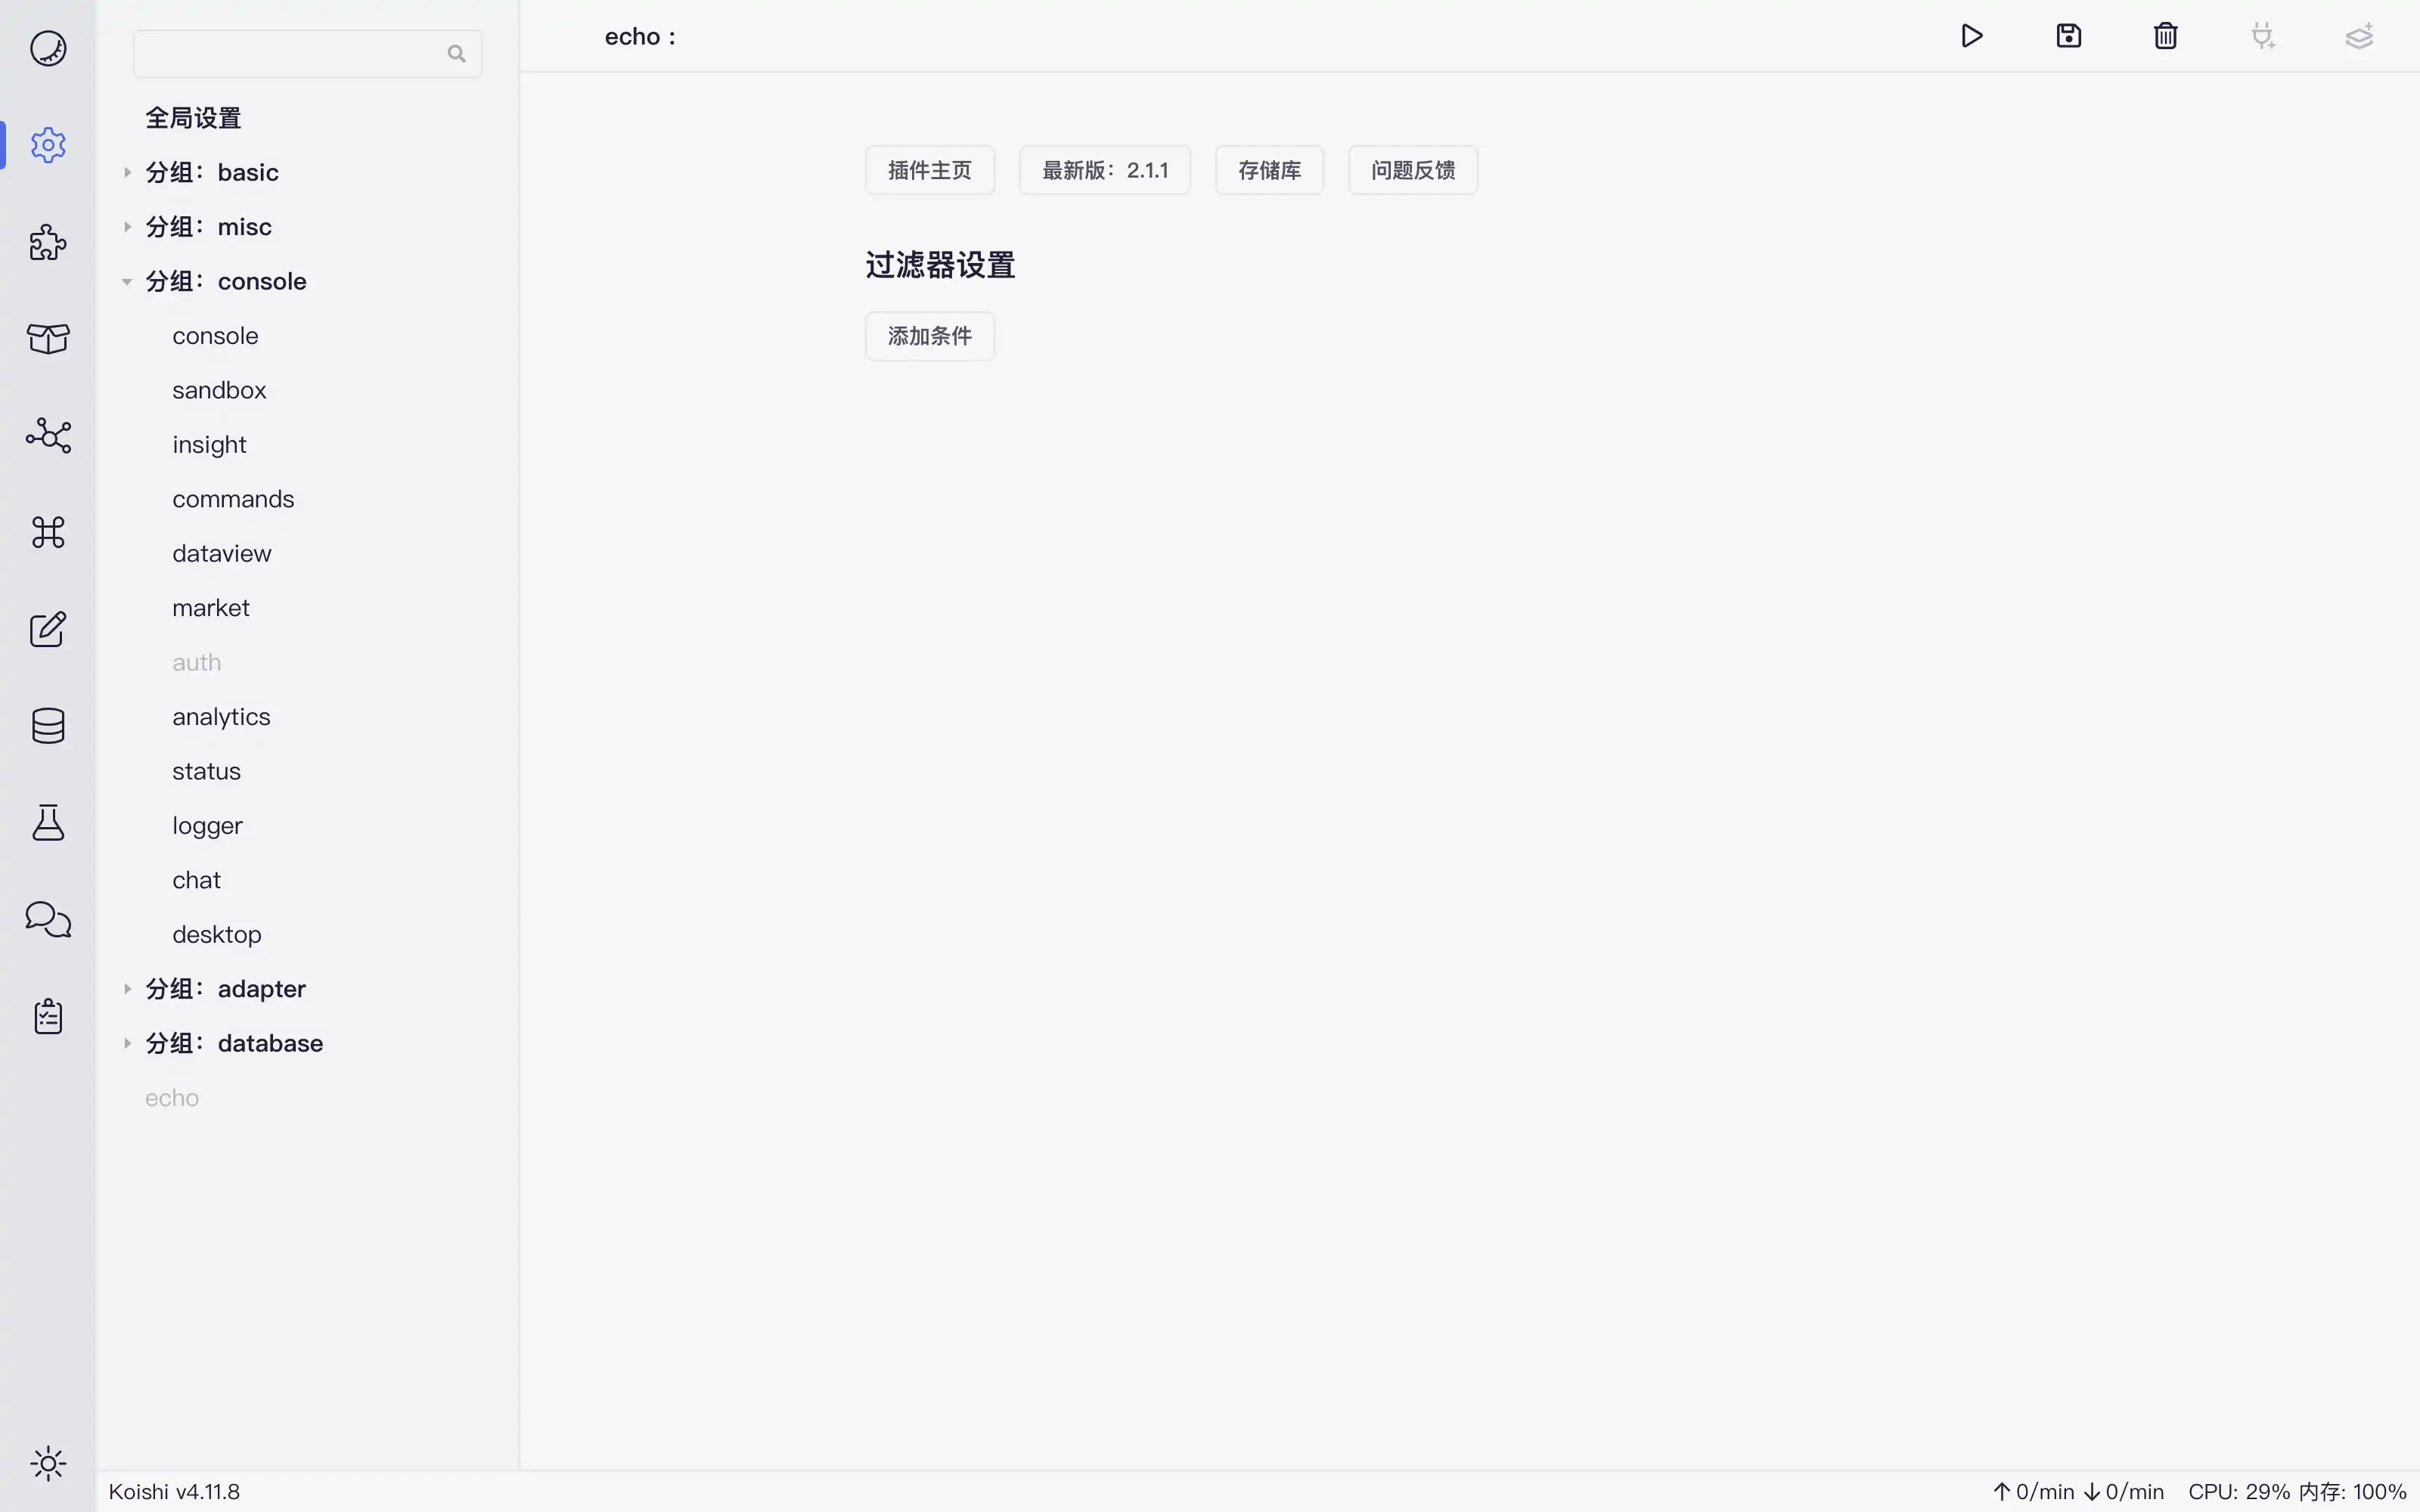 全局设置
分组：basic
分组：misc
分组：console
console
sandbox
insight
commands
dataview
market
auth
analytics
status
logger
chat
desktop
分组：adapter
分组：database
echo
echo :
插件主页 最新版：2.1.1 存储库 问题反馈
过滤器设置
添加条件
Koishi v4.11.8
↑ 0/min ↓ 0/min CPU: 29% 内存: 100%